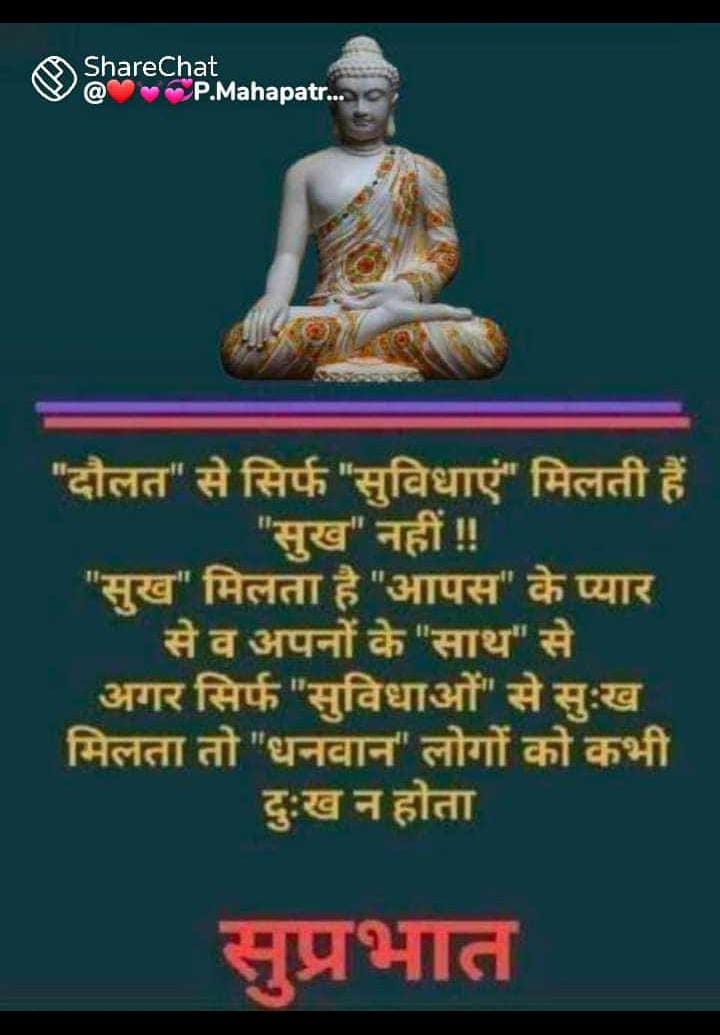 ShareChat
@❤️💕💞P.Mahapatr...
"दौलत" से सिर्फ "सुविधाएं" मिलती हैं
"सुख" नहीं !!
"सुख" मिलता है "आपस" के प्यार
से व अपनों के "साथ" से
अगर सिर्फ "सुविधाओं" से सुःख
मिलता तो "धनवान" लोगों को कभी
दुःख न होता
सुप्रभात